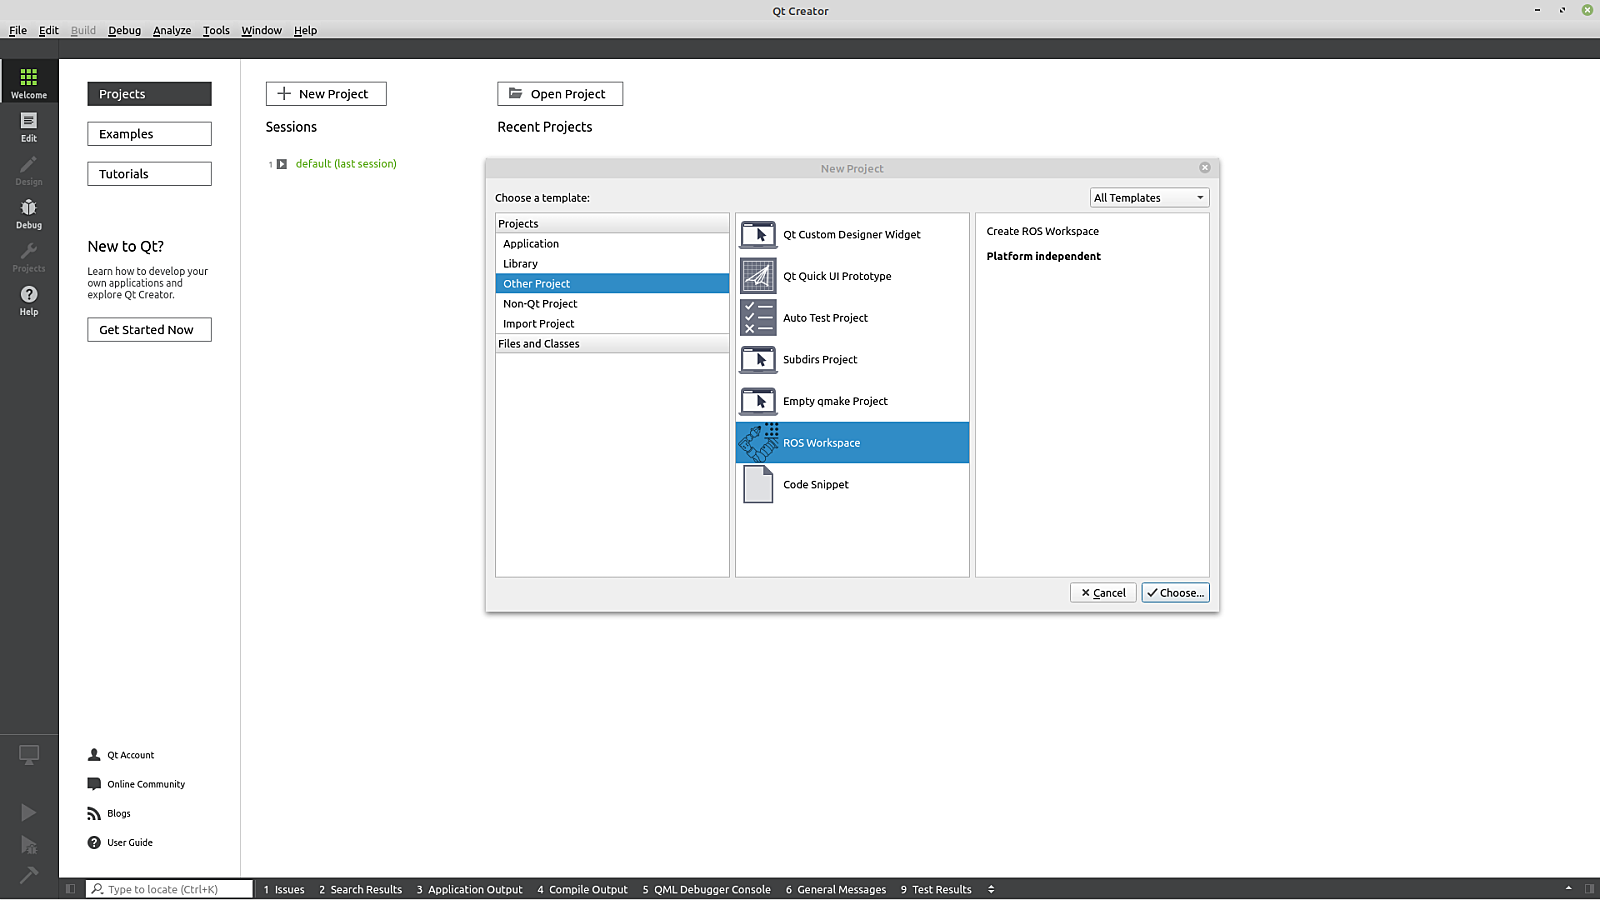 Qt Creator
File Edit Build Debug Analyze Tools Window Help
Welcome
Edit
Design
Debug
Projects
Help
Projects
Examples
Tutorials
New to Qt?
Learn how to develop your
own applications and
explore Qt Creator.
Get Started Now
Qt Account
Online Community
Blogs
User Guide
New Project
Open Project
Sessions
Recent Projects
1 default (last session)
New Project
Choose a template:
All Templates
Projects
Application
Library
Other Project
Non-Qt Project
Import Project
Files and Classes
Qt Custom Designer Widget
Qt Quick UI Prototype
Auto Test Project
Subdirs Project
Empty qmake Project
ROS Workspace
Code Snippet
Create ROS Workspace
Platform independent
Cancel
Choose...
Type to locate (Ctrl+K) 1 Issues 2 Search Results 3 Application Output 4 Compile Output 5 QML Debugger Console 6 General Messages 9 Test Results